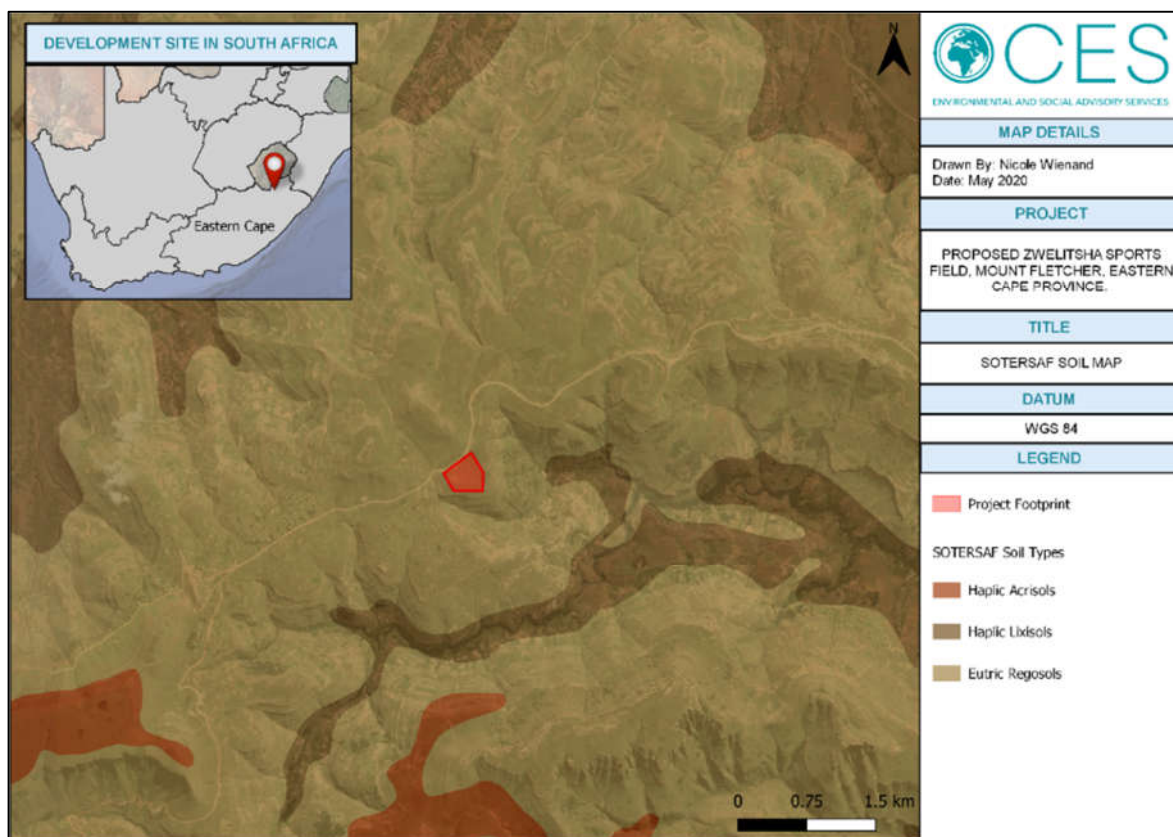 DEVELOPMENT SITE IN SOUTH AFRICA
Eastern Cape
N
0 0.75 1.5 km
CES
ENVIRONMENTAL AND SOCIAL ADVISORY SERVICES
MAP DETAILS
Drawn By: Nicole Wienand
Date: May 2020
PROJECT
PROPOSED ZWELITSHA SPORTS
FIELD, MOUNT FLETCHER, EASTERN
CAPE PROVINCE.
TITLE
SOTERSAF SOIL MAP
DATUM
WGS 84
LEGEND
Project Footprint
SOTERSAF Soil Types
Haplic Acrisols
Haplic Lixisols
Eutric Regosols